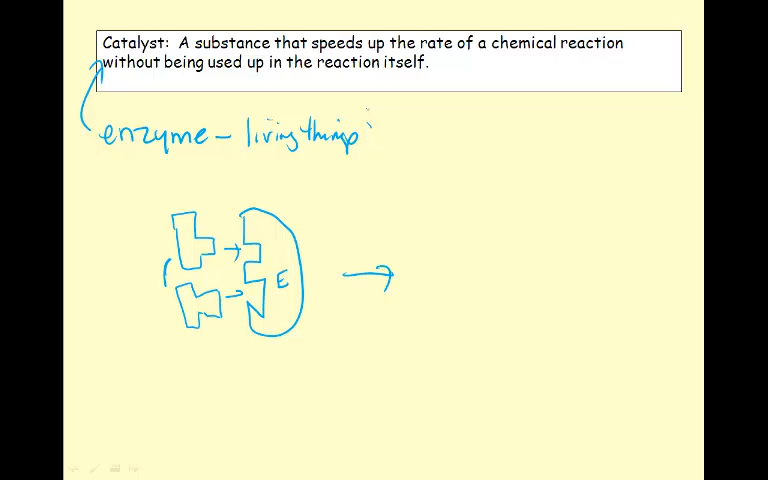 Catalyst: A substance that speeds up the rate of a chemical reaction
without being used up in the reaction itself.
enzyme - living things
E